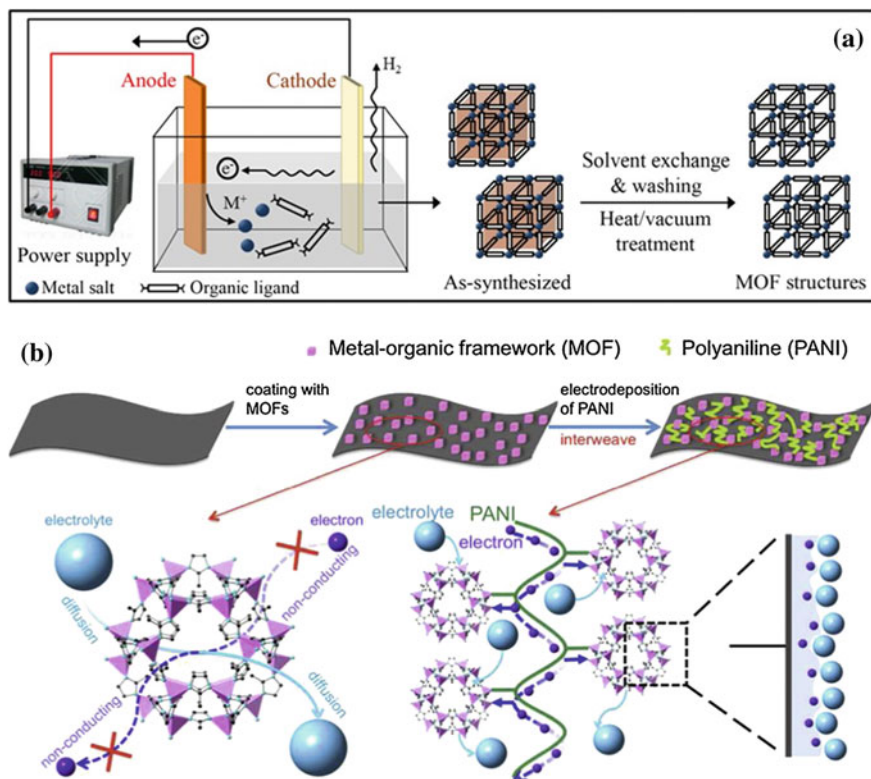 (a)
e-
Anode
Cathode
H2
e-
M+
Power supply
Metal salt
Organic ligand
As-synthesized
Solvent exchange
& washing
Heat/vacuum
treatment
MOF structures
(b)
Metal-organic framework (MOF)
Polyaniline (PANI)
coating with
MOFs
electrodeposition
of PANI
interweave
electrolyte
electron
diffusion
non-conducting
non-conducting
diffusion
electrolyte
PANI
electron